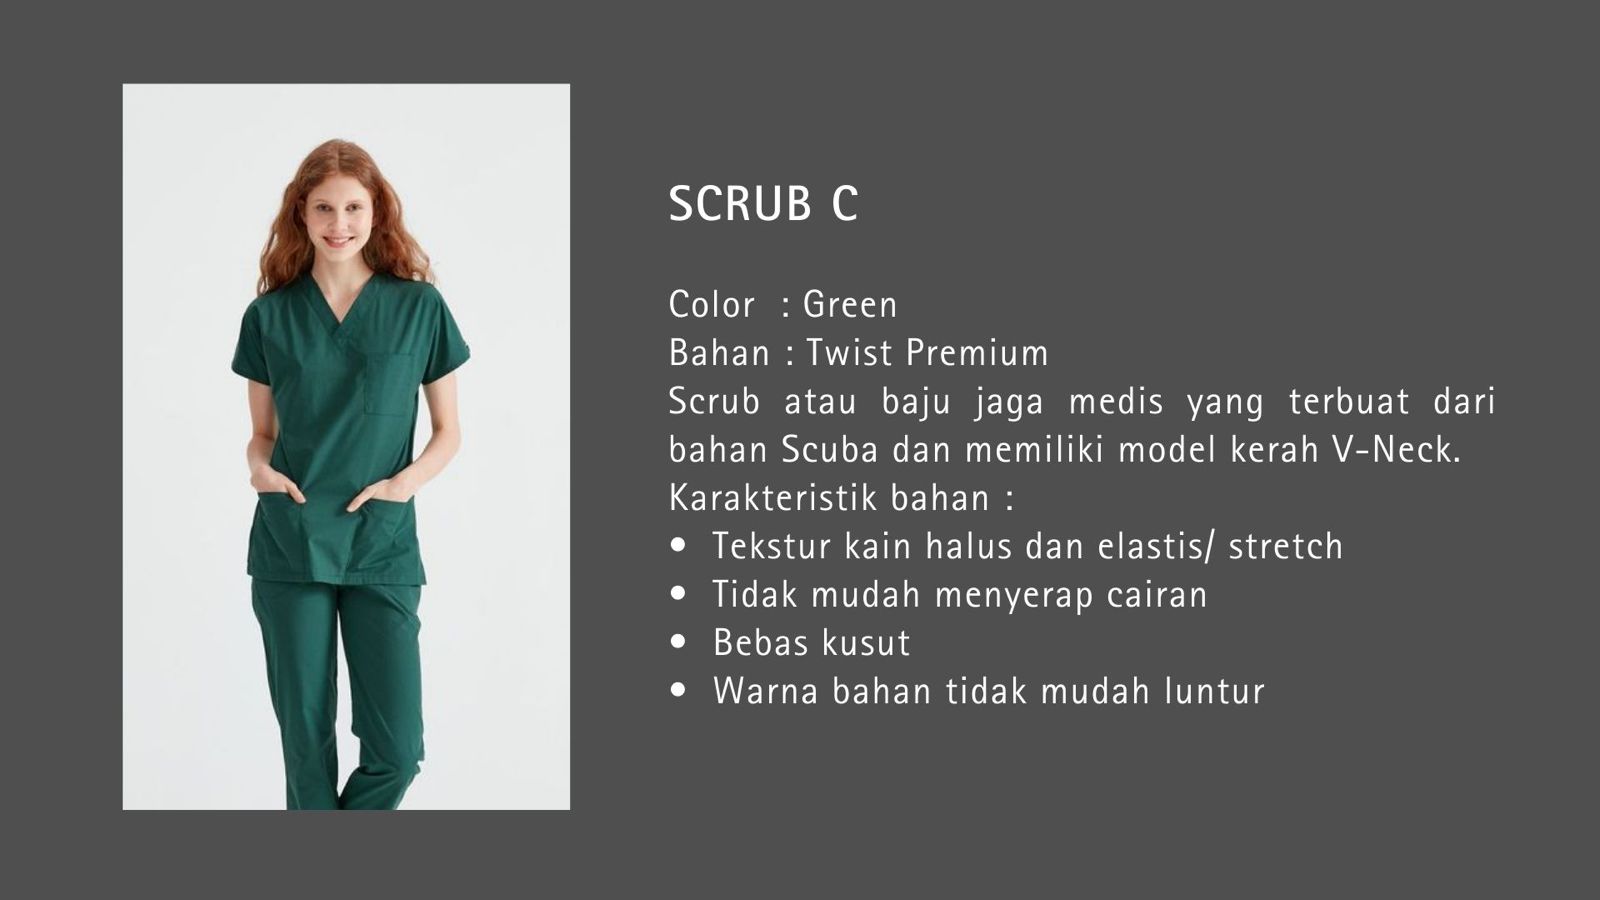 SCRUB C
Color : Green
Bahan : Twist Premium
Scrub atau baju jaga medis yang terbuat dari
bahan Scuba dan memiliki model kerah V-Neck.
Karakteristik bahan :
• Tekstur kain halus dan elastis/ stretch
• Tidak mudah menyerap cairan
• Bebas kusut
• Warna bahan tidak mudah luntur